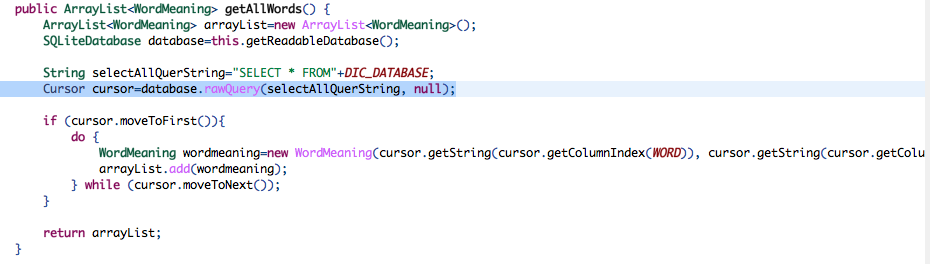 public ArrayList<WordMeaning> getAllWords() {
ArrayList<WordMeaning> arrayList=new ArrayList<WordMeaning>();
SQLiteDatabase database=this.getReadableDatabase();
String selectAllQuerString="SELECT * FROM"+DIC_DATABASE;
Cursor cursor=database.rawQuery(selectAllQuerString, null);
if (cursor.moveToFirst()){
do {
WordMeaning wordmeaning=new WordMeaning(cursor.getString(cursor.getColumnIndex(WORD)), cursor.getString(cursor.getColu
arrayList.add(wordmeaning);
} while (cursor.moveToNext());
}
return arrayList;
}